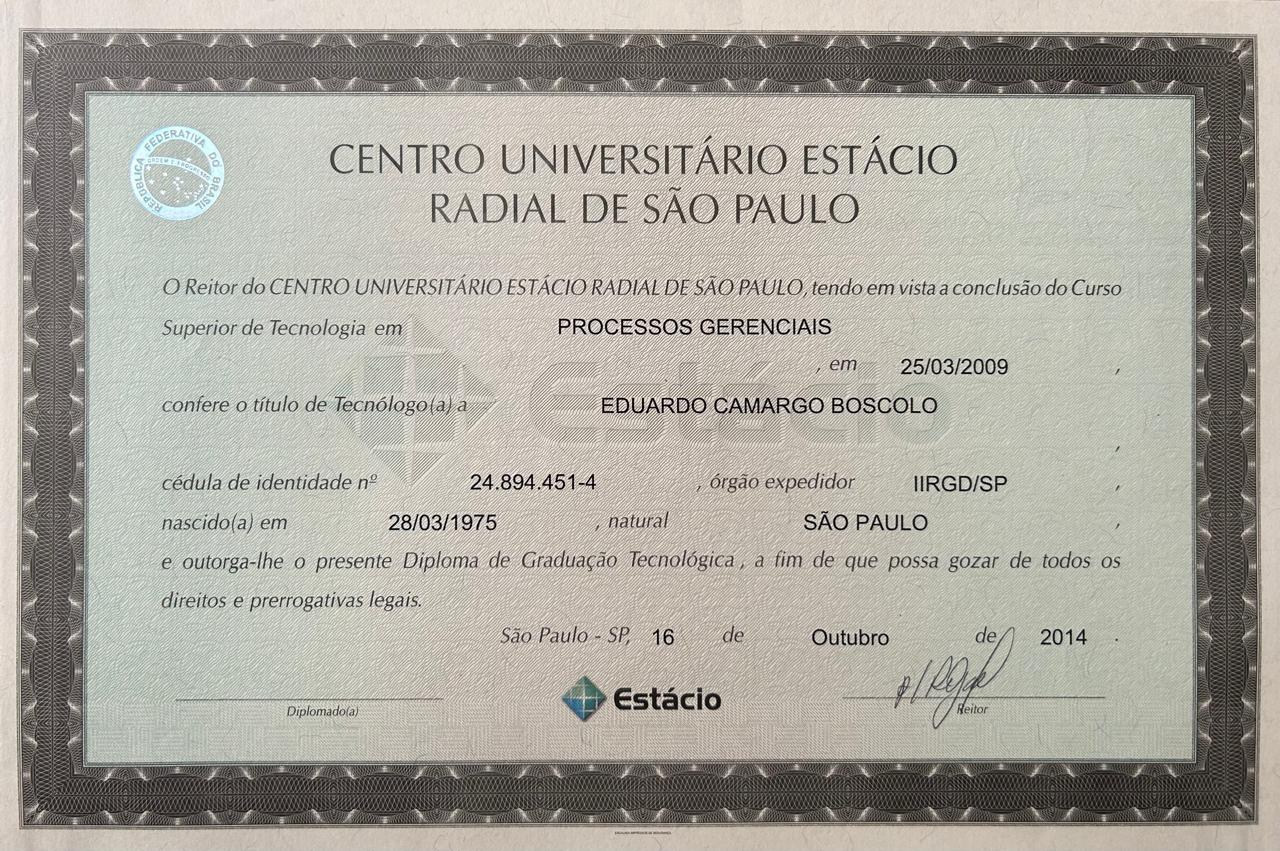 REPÚBLICA FEDERATIVA DO BRASIL
ORDEM E PROGRESSO
CENTRO UNIVERSITÁRIO ESTÁCIO
RADIAL DE SÃO PAULO
O Reitor do CENTRO UNIVERSITÁRIO ESTÁCIO RADIAL DE SÃO PAULO, tendo em vista a conclusão do Curso
Superior de Tecnologia em PROCESSOS GERENCIAIS
, em 25/03/2009 ,
confere o título de Tecnólogo(a) a EDUARDO CAMARGO BOSCOLO
,
cédula de identidade nº 24.894.451-4 , órgão expedidor IIRGD/SP ,
nascido(a) em 28/03/1975 , natural SÃO PAULO ,
e outorga-lhe o presente Diploma de Graduação Tecnológica , a fim de que possa gozar de todos os
direitos e prerrogativas legais.
São Paulo - SP, 16 de Outubro de 2014 .
Estácio
Diplomado(a)
Estácio
Reitor